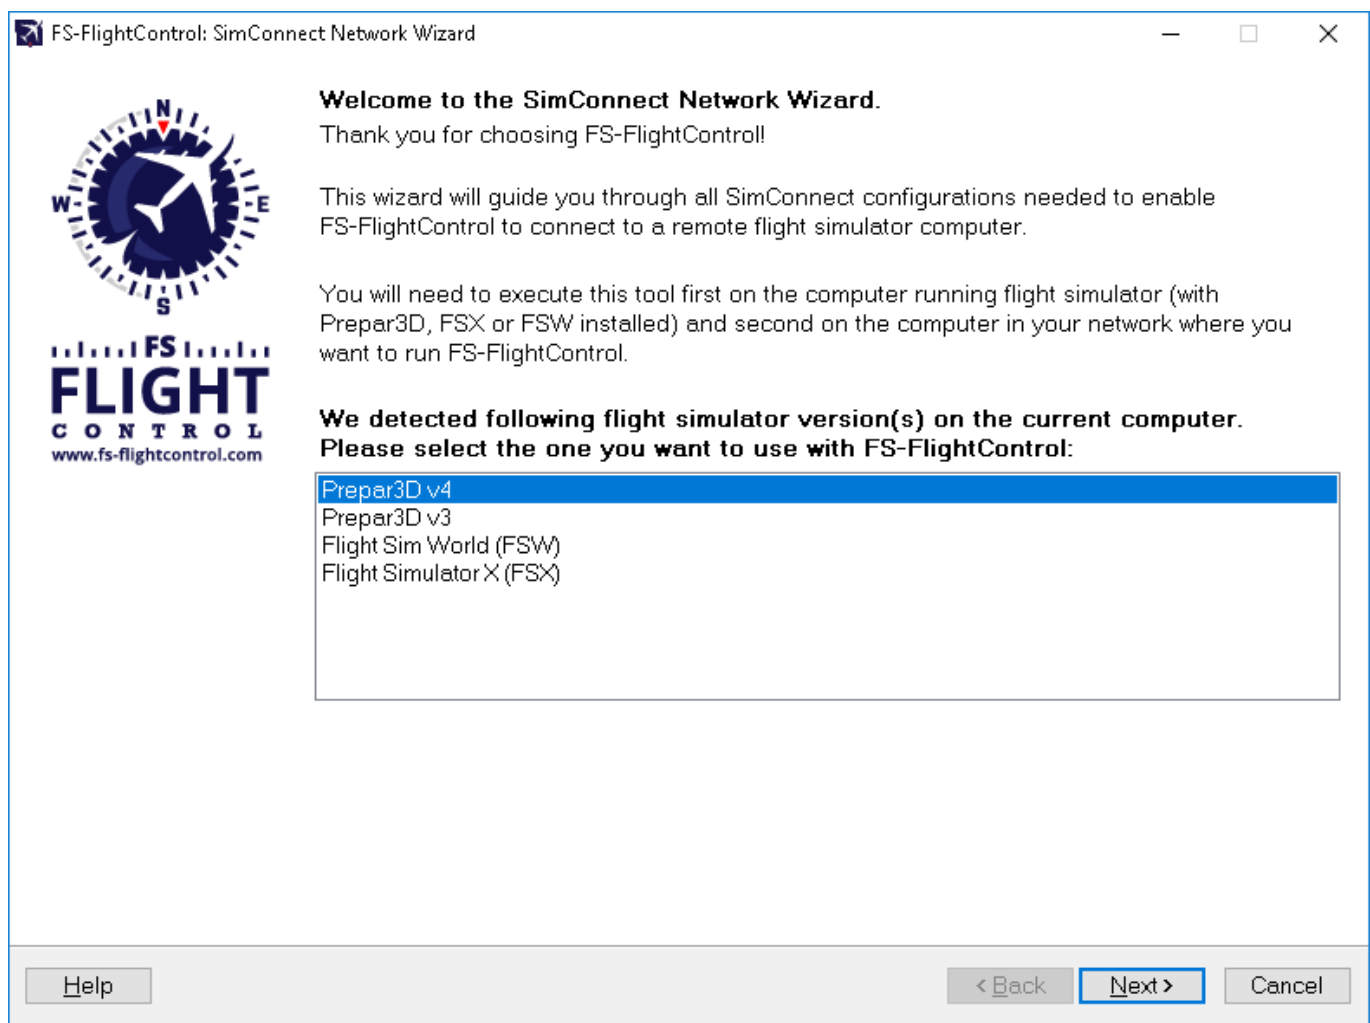 FS-FlightControl: SimConnect Network Wizard
N
W
E
S
FS
FLIGHT
CONTROL
www.fs-flightcontrol.com
Welcome to the SimConnect Network Wizard.
Thank you for choosing FS-FlightControl!
This wizard will guide you through all SimConnect configurations needed to enable
FS-FlightControl to connect to a remote flight simulator computer.
You will need to execute this tool first on the computer running flight simulator (with
Prepar3D, FSX or FSW installed) and second on the computer in your network where you
want to run FS-FlightControl.
We detected following flight simulator version(s) on the current computer.
Please select the one you want to use with FS-FlightControl:
Prepar3D v4
Prepar3D v3
Flight Sim World (FSW)
Flight Simulator X (FSX)
Help
< Back
Next >
Cancel